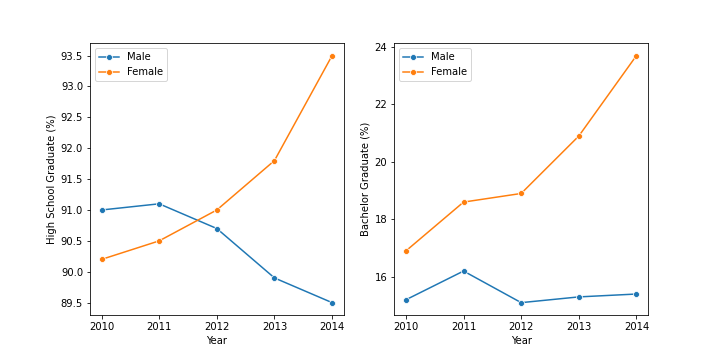 Male
Female
High School Graduate (%)
93.5
93.0
92.5
92.0
91.5
91.0
90.5
90.0
89.5
2010 2011 2012 2013 2014
Year
Male
Female
Bachelor Graduate (%)
24
22
20
18
16
2010 2011 2012 2013 2014
Year